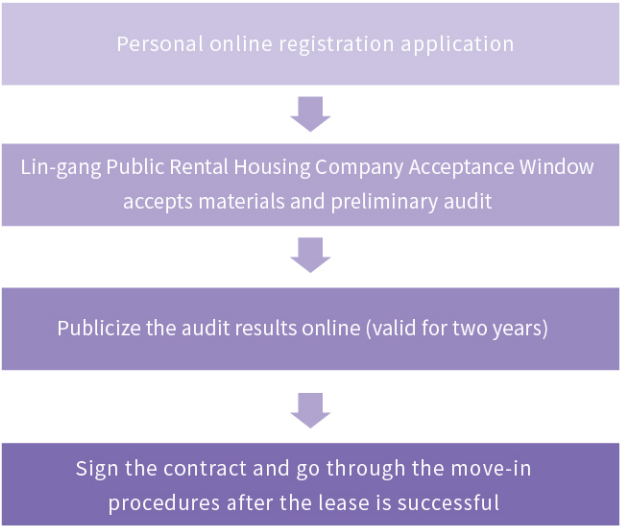 Personal online registration application
Lin-gang Public Rental Housing Company Acceptance Window
accepts materials and preliminary audit
Publicize the audit results online (valid for two years)
Sign the contract and go through the move-in
procedures after the lease is successful